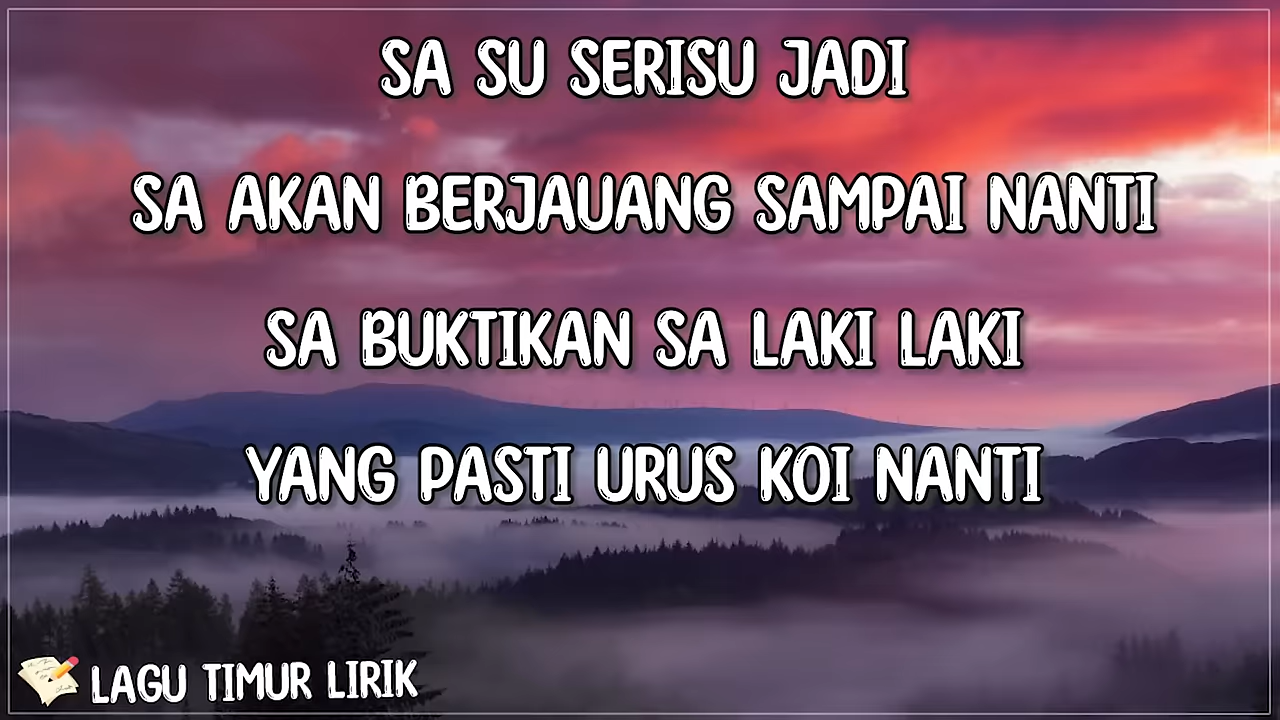 SA SU SERISU JADI
SA AKAN BERJAUANG SAMPAI NANTI
SA BUKTIKAN SA LAKI LAKI
YANG PASTI URUS KOI NANTI
LAGU TIMUR LIRIK